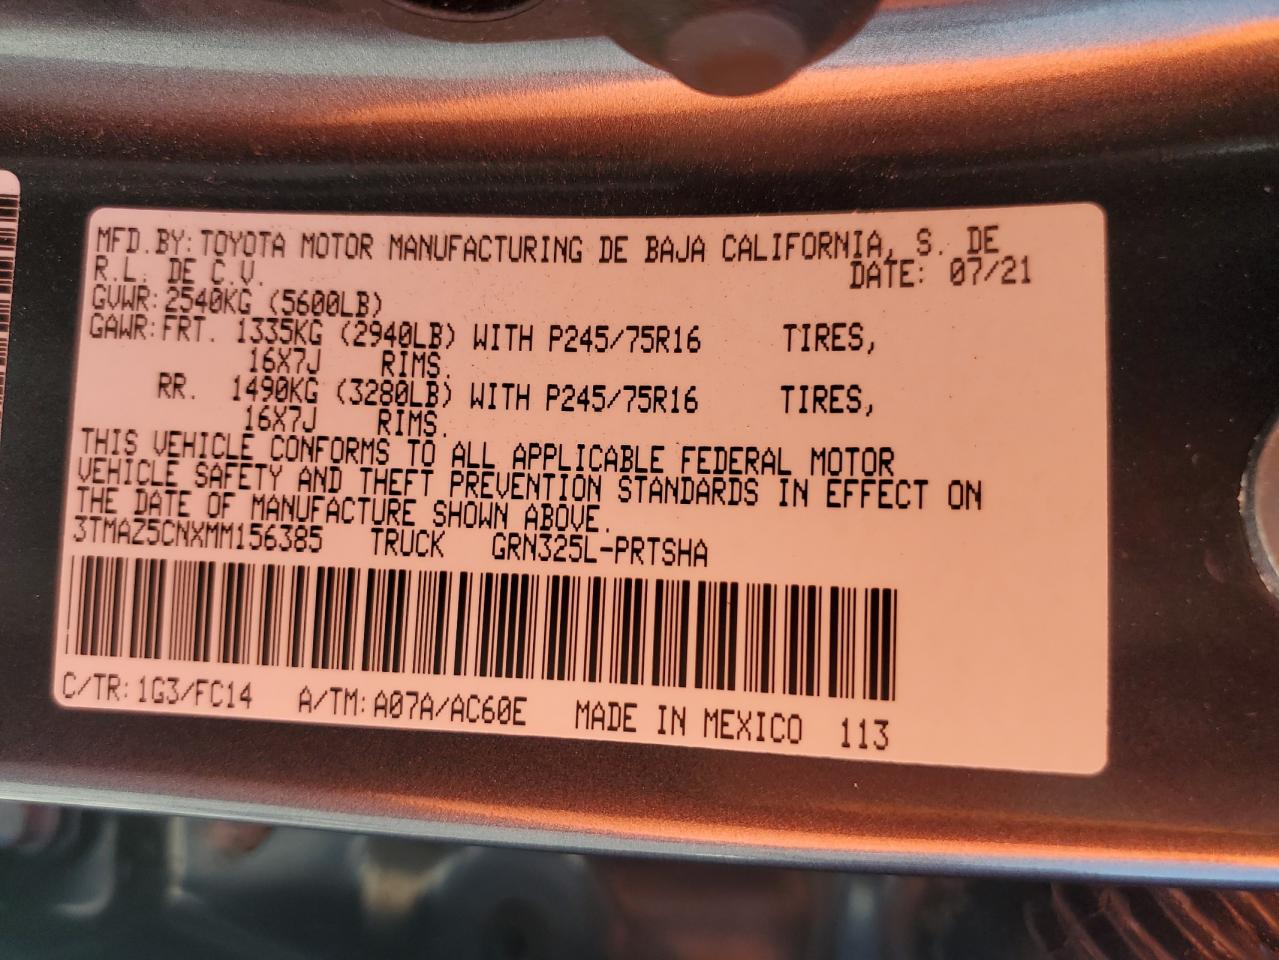 MFD.BY: TOYOTA MOTOR MANUFACTURING DE BAJA CALIFORNIA, S. DE
R.L. DE C.V. DATE: 07/21
GVWR: 2540KG (5600LB)
GAWR: FRT. 1335KG (2940LB) WITH P245/75R16 TIRES,
16X7J RIMS.
RR. 1490KG (3280LB) WITH P245/75R16 TIRES,
16X7J RIMS.
THIS VEHICLE CONFORMS TO ALL APPLICABLE FEDERAL MOTOR
VEHICLE SAFETY AND THEFT PREVENTION STANDARDS IN EFFECT ON
THE DATE OF MANUFACTURE SHOWN ABOVE.
3TMAZ5CNXMM156385 TRUCK GRN325L-PRTSHA
C/TR: 1G3/FC14 A/TM: A07A/AC60E MADE IN MEXICO 113